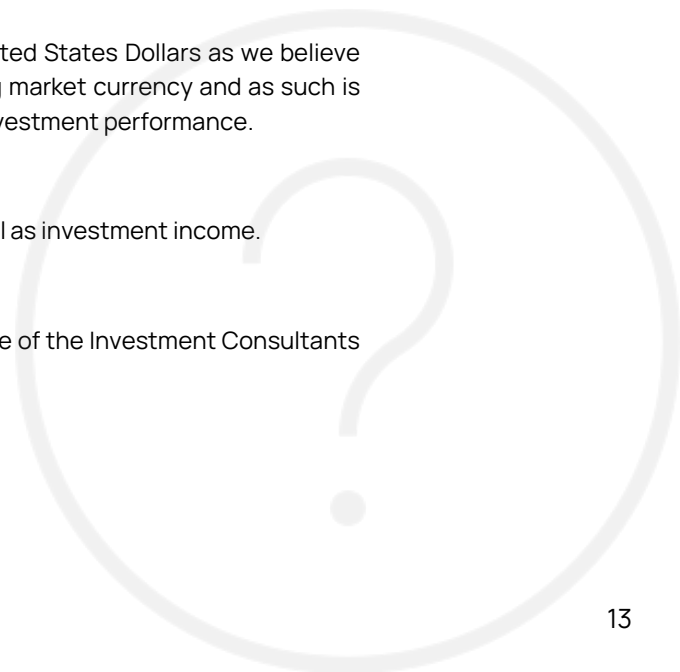 ted States Dollars as we believe
g market currency and as such is
vestment performance.
l as investment income.
e of the Investment Consultants
13